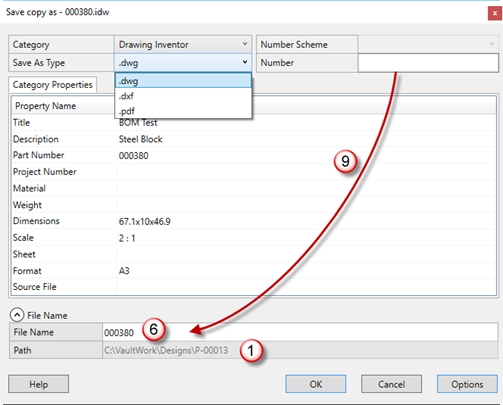 Save copy as - 000380.idw
Category Drawing Inventor Number Scheme
Save As Type .dwg Number
.dwg
.dxf
.pdf
Category Properties
Property Name
Title BOM Test
Description Steel Block
Part Number 000380
Project Number
Material
Weight
Dimensions 67.1x10x46.9
Scale 2 : 1
Sheet
Format A3
Source File
9
File Name
File Name 000380 6
Path C:\VaultWork\Designs\P-00013 1
Help OK Cancel Options